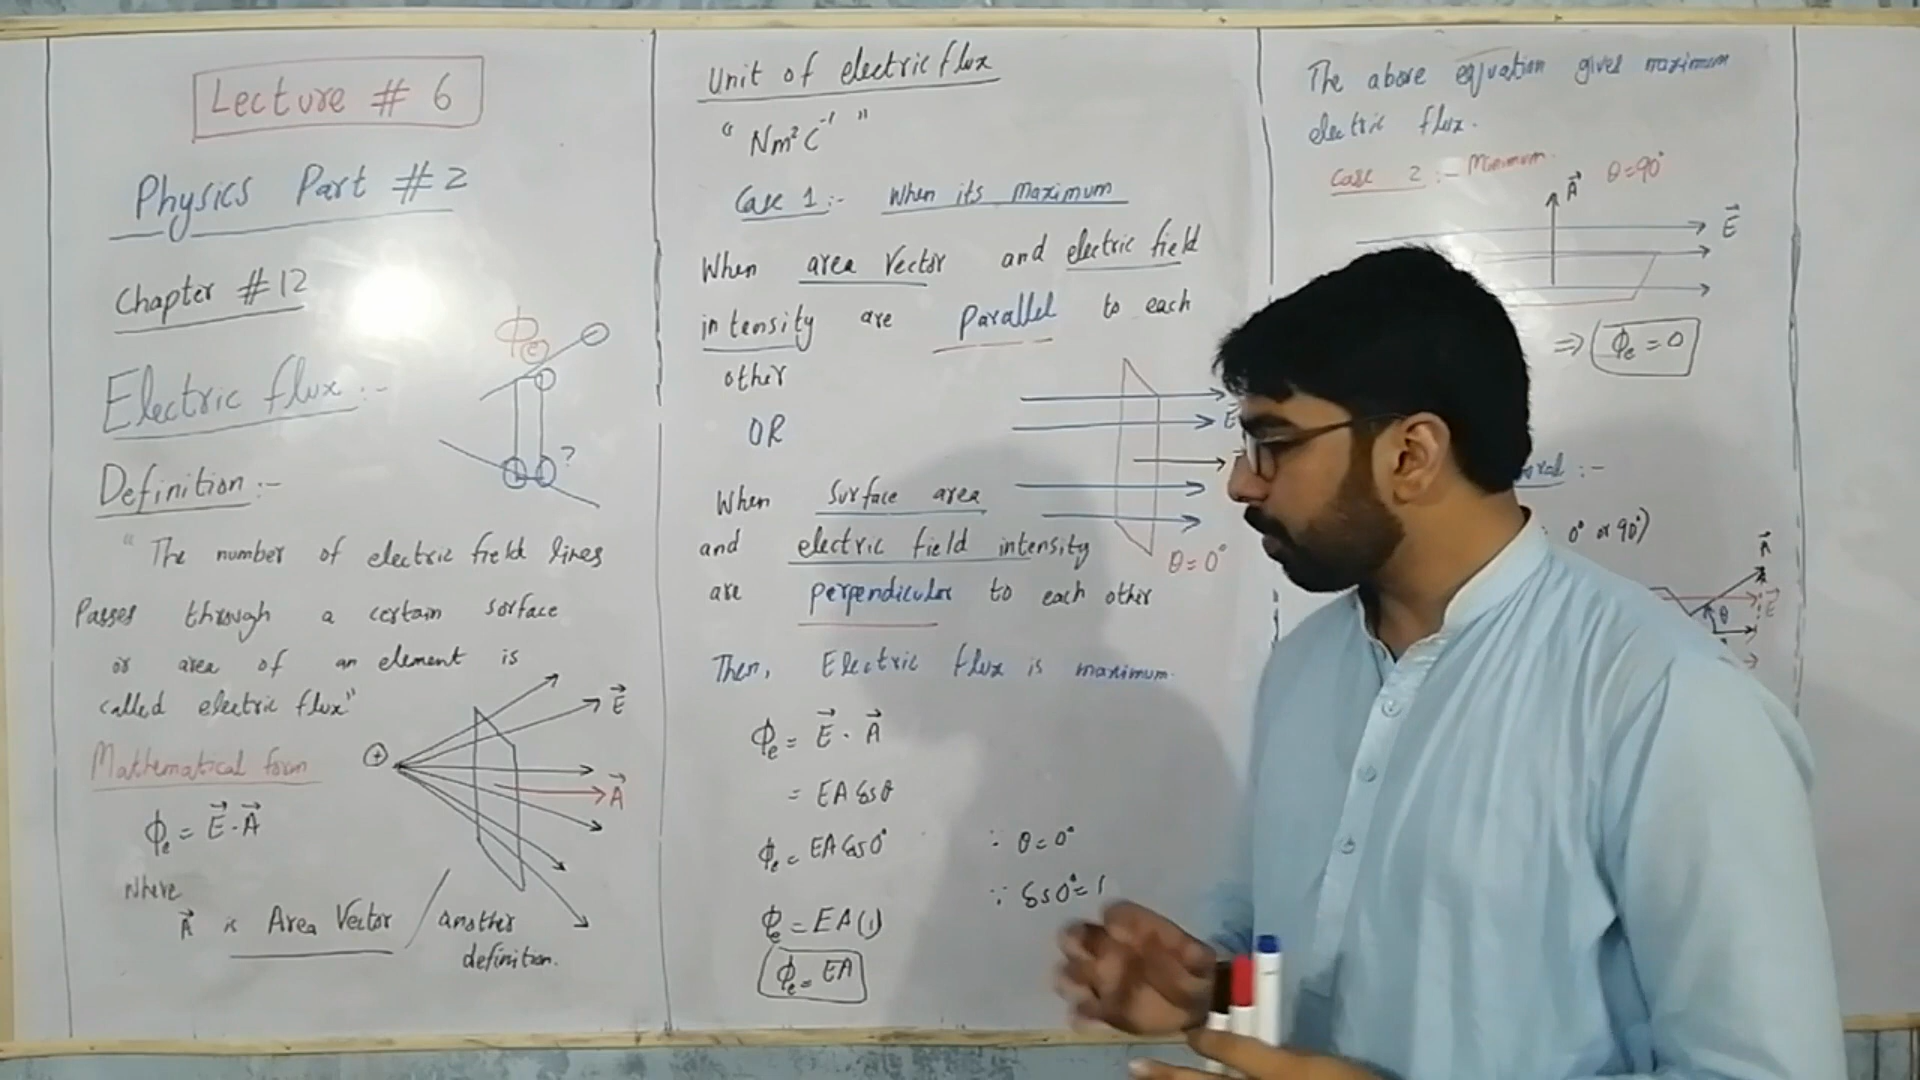 Lecture # 6
Physics Part # 2
Chapter # 12
Φe
Electric flux :-
?
Definition :-
"The number of electric field lines
Passes through a certain surface
or area of an element is
called electric flux"
E
Mathematical form
+
A
Φe = E . A
where
A is Area Vector / another
definition.
Unit of electric flux
" Nm² C⁻¹ "
Case 1 :- When its maximum
When area Vector and electric field
intensity are Parallel to each
other
OR
E
When surface area
and electric field intensity
θ = 0°
are perpendicular to each other
Then, Electric flux is maximum.
Φe = E . A
= EA Cosθ
Φe = EA Cos0° ∵ θ = 0°
∵ Cos0° = 1
Φe = EA(1)
Φe = EA
The above equation gives maximum
electric flux.
Case 2 :- Minimum.
A θ = 90°
E
⇒ Φe = 0
:-
0° or 90°)
A
E
θ